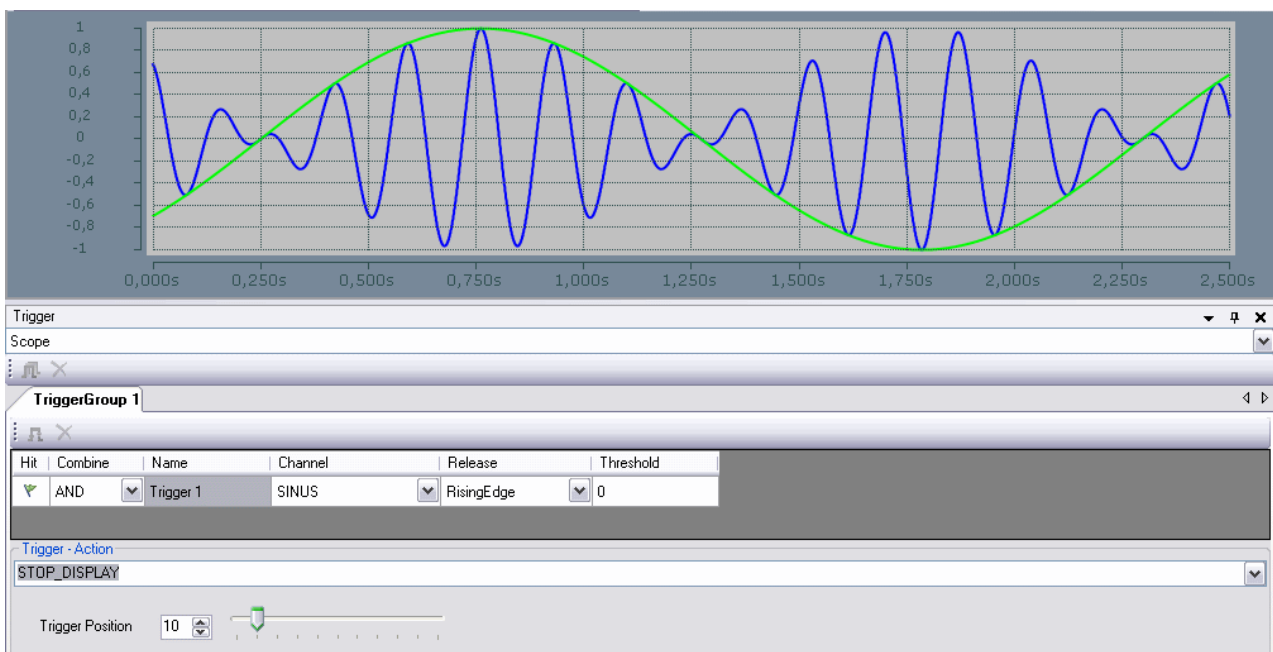 1
0,8
0,6
0,4
0,2
0
-0,2
-0,4
-0,6
-0,8
-1
0,000s 0,250s 0,500s 0,750s 1,000s 1,250s 1,500s 1,750s 2,000s 2,250s 2,500s
Trigger
Scope
TriggerGroup 1
Hit Combine Name Channel Release Threshold
AND Trigger 1 SINUS RisingEdge 0
Trigger - Action
STOP_DISPLAY
Trigger Position 10